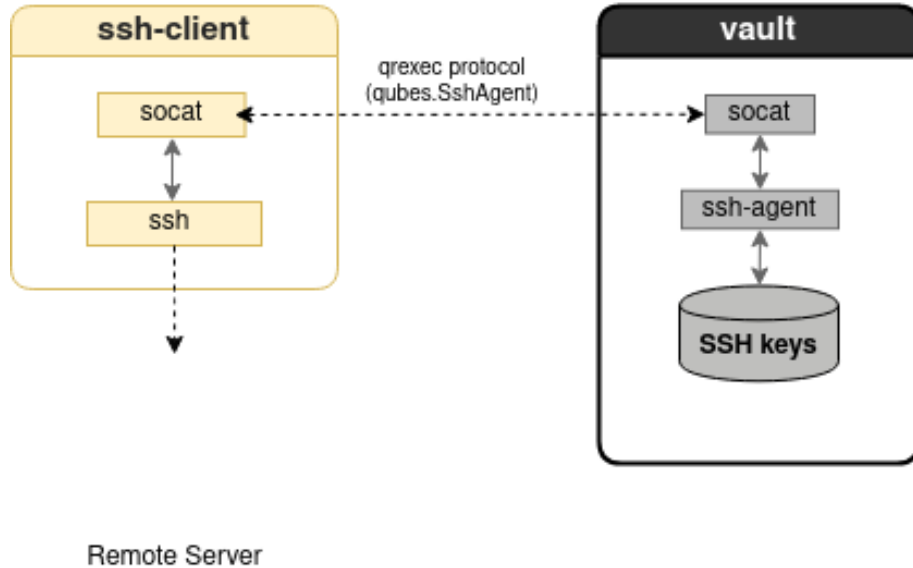 ssh-client
vault
qrexec protocol
(qubes.SshAgent)
socat
socat
ssh
ssh-agent
SSH keys
Remote Server